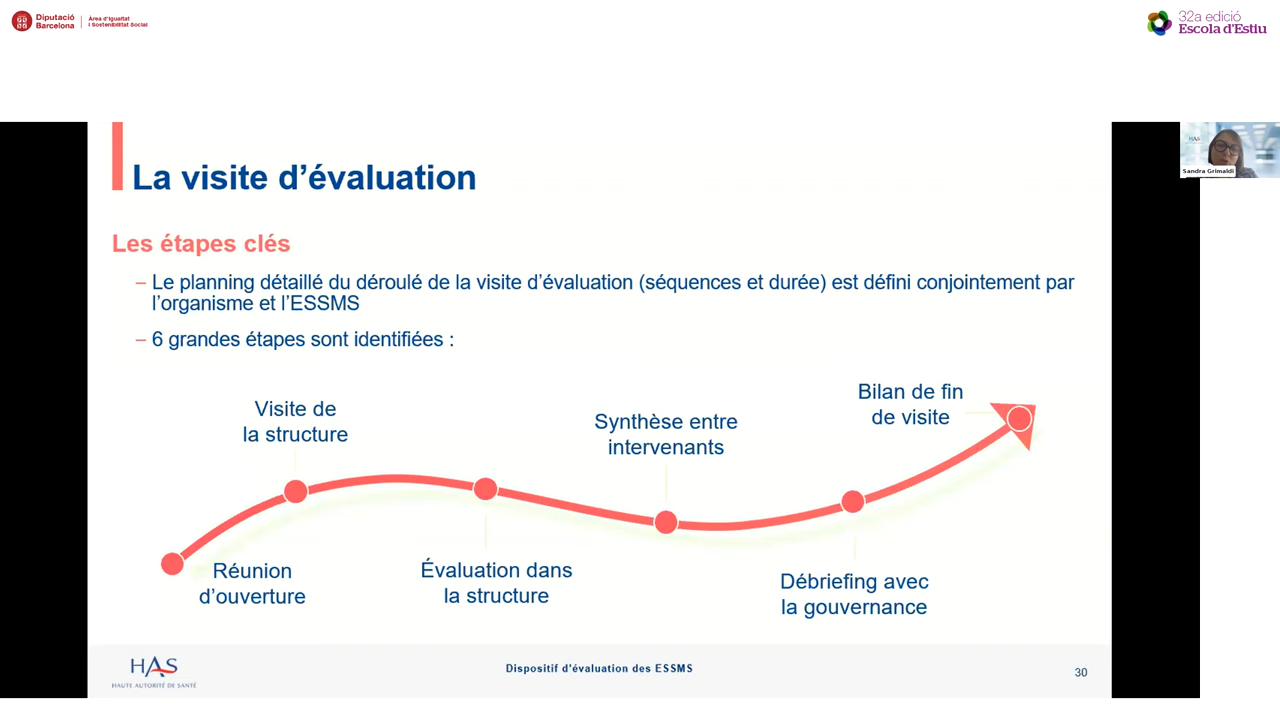 Diputació
Barcelona
Àrea d'Igualtat
i Sostenibilitat Social
32a edició
Escola d'Estiu
HAS
Sandra Grimaldi
La visite d'évaluation
Les étapes clés
– Le planning détaillé du déroulé de la visite d'évaluation (séquences et durée) est défini conjointement par
l'organisme et l'ESSMS
– 6 grandes étapes sont identifiées :
Réunion
d'ouverture
Visite de
la structure
Évaluation dans
la structure
Synthèse entre
intervenants
Débriefing avec
la gouvernance
Bilan de fin
de visite
HAS
HAUTE AUTORITÉ DE SANTÉ
Dispositif d'évaluation des ESSMS
30